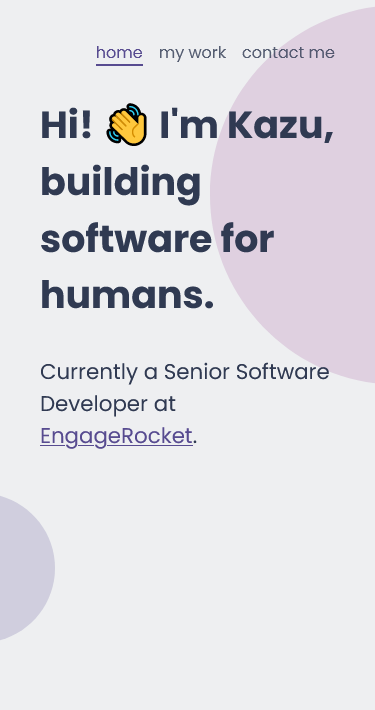 home my work contact me
Hi! 👋 I'm Kazu,
building
software for
humans.
Currently a Senior Software
Developer at
EngageRocket.